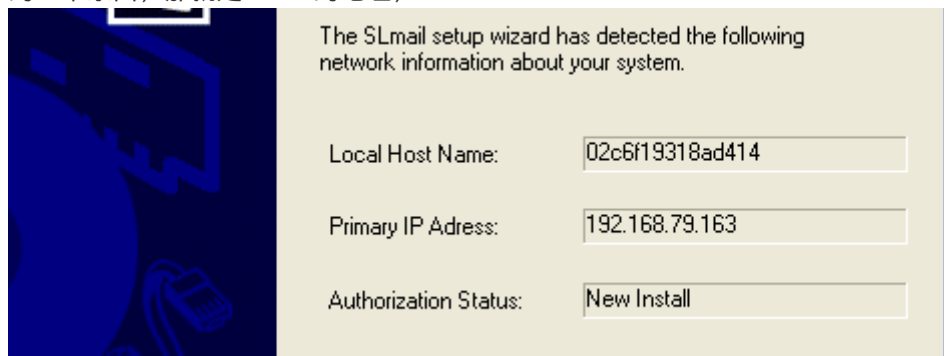 The SLmail setup wizard has detected the following
network information about your system.
Local Host Name: 02c6f19318ad414
Primary IP Adress: 192.168.79.163
Authorization Status: New Install